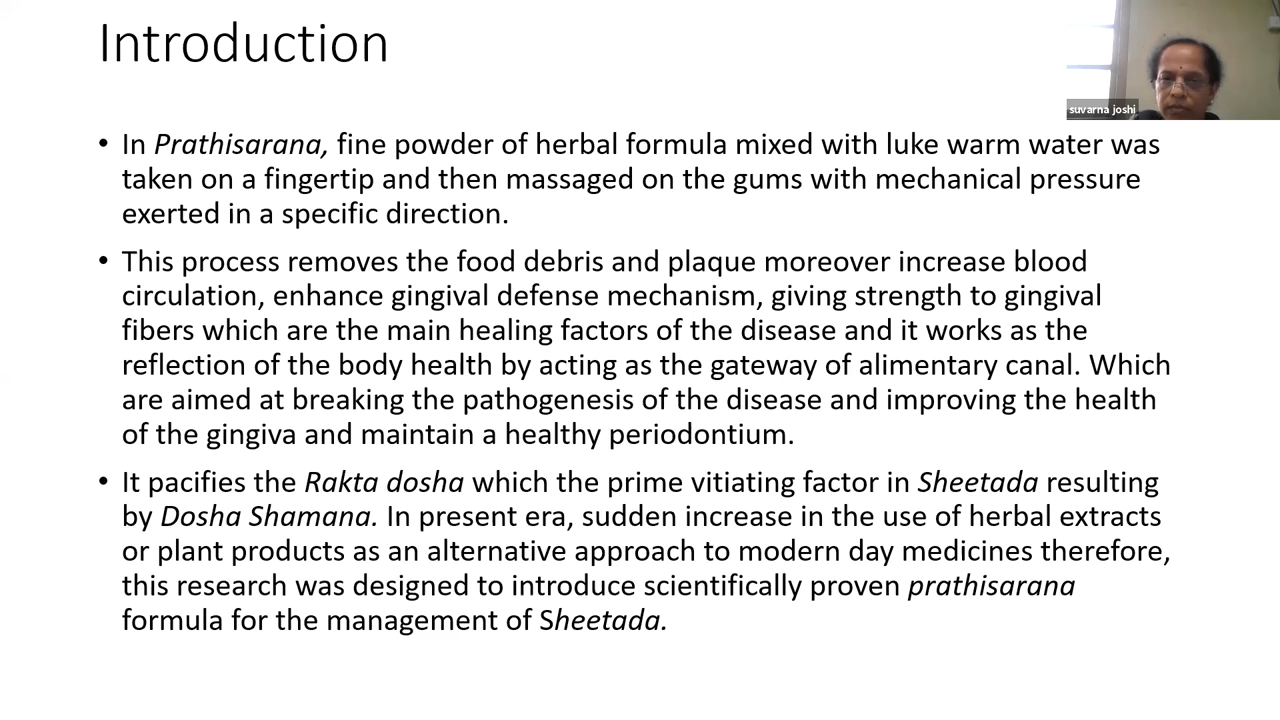 Introduction
suvarna joshi
• In Prathisarana, fine powder of herbal formula mixed with luke warm water was
taken on a fingertip and then massaged on the gums with mechanical pressure
exerted in a specific direction.
• This process removes the food debris and plaque moreover increase blood
circulation, enhance gingival defense mechanism, giving strength to gingival
fibers which are the main healing factors of the disease and it works as the
reflection of the body health by acting as the gateway of alimentary canal. Which
are aimed at breaking the pathogenesis of the disease and improving the health
of the gingiva and maintain a healthy periodontium.
• It pacifies the Rakta dosha which the prime vitiating factor in Sheetada resulting
by Dosha Shamana. In present era, sudden increase in the use of herbal extracts
or plant products as an alternative approach to modern day medicines therefore,
this research was designed to introduce scientifically proven prathisarana
formula for the management of Sheetada.